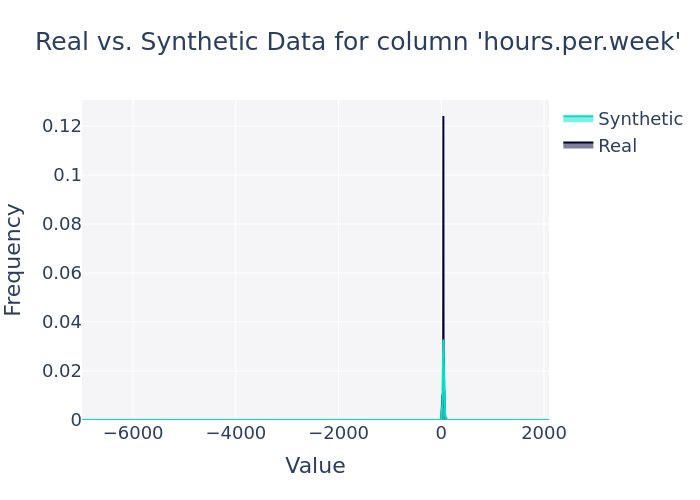 Real vs. Synthetic Data for column 'hours.per.week'
Synthetic
Real
0.12
0.1
0.08
0.06
0.04
0.02
0
Frequency
−6000
−4000
−2000
0
2000
Value